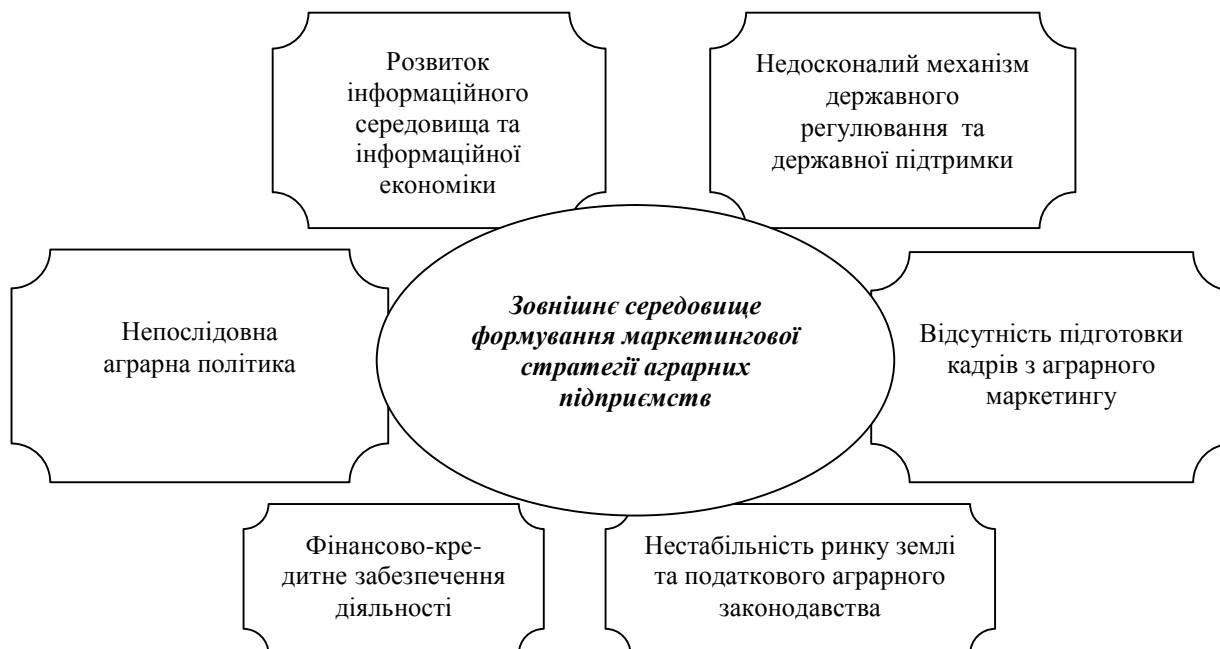 Розвиток
інформаційного
середовища та
інформаційної
економіки
Недосконалий механізм
державного
регулювання та
державної підтримки
Непослідовна
аграрна політика
Зовнішнє середовище
формування маркетингової
стратегії аграрних
підприємств
Відсутність підготовки
кадрів з аграрного
маркетингу
Фінансово-кре-
дитне забезпечення
діяльності
Нестабільність ринку землі
та податкового аграрного
законодавства